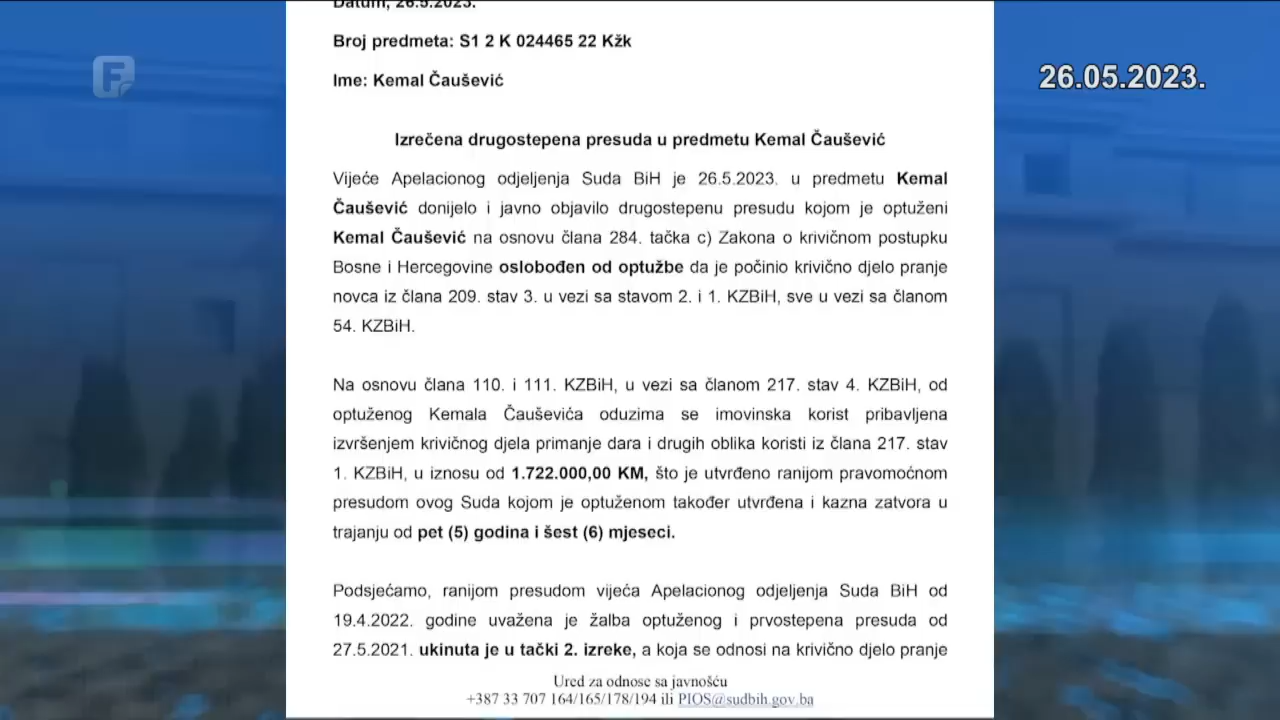 Datum, 26.5.2023.
Broj predmeta: S1 2 K 024465 22 Kžk
Ime: Kemal Čaušević
26.05.2023.
Izrečena drugostepena presuda u predmetu Kemal Čaušević
Vijeće Apelacionog odjeljenja Suda BiH je 26.5.2023. u predmetu Kemal
Čaušević donijelo i javno objavilo drugostepenu presudu kojom je optuženi
Kemal Čaušević na osnovu člana 284. tačka c) Zakona o krivičnom postupku
Bosne i Hercegovine oslobođen od optužbe da je počinio krivično djelo pranje
novca iz člana 209. stav 3. u vezi sa stavom 2. i 1. KZBiH, sve u vezi sa članom
54. KZBiH.
Na osnovu člana 110. i 111. KZBiH, u vezi sa članom 217. stav 4. KZBiH, od
optuženog Kemala Čauševića oduzima se imovinska korist pribavljena
izvršenjem krivičnog djela primanje dara i drugih oblika koristi iz člana 217. stav
1. KZBiH, u iznosu od 1.722.000,00 KM, što je utvrđeno ranijom pravomoćnom
presudom ovog Suda kojom je optuženom također utvrđena i kazna zatvora u
trajanju od pet (5) godina i šest (6) mjeseci.
Podsjećamo, ranijom presudom vijeća Apelacionog odjeljenja Suda BiH od
19.4.2022. godine uvažena je žalba optuženog i prvostepena presuda od
27.5.2021. ukinuta je u tački 2. izreke, a koja se odnosi na krivično djelo pranje
Ured za odnose sa javnošću
+387 33 707 164/165/178/194 ili PIOS@sudbih.gov.ba
F